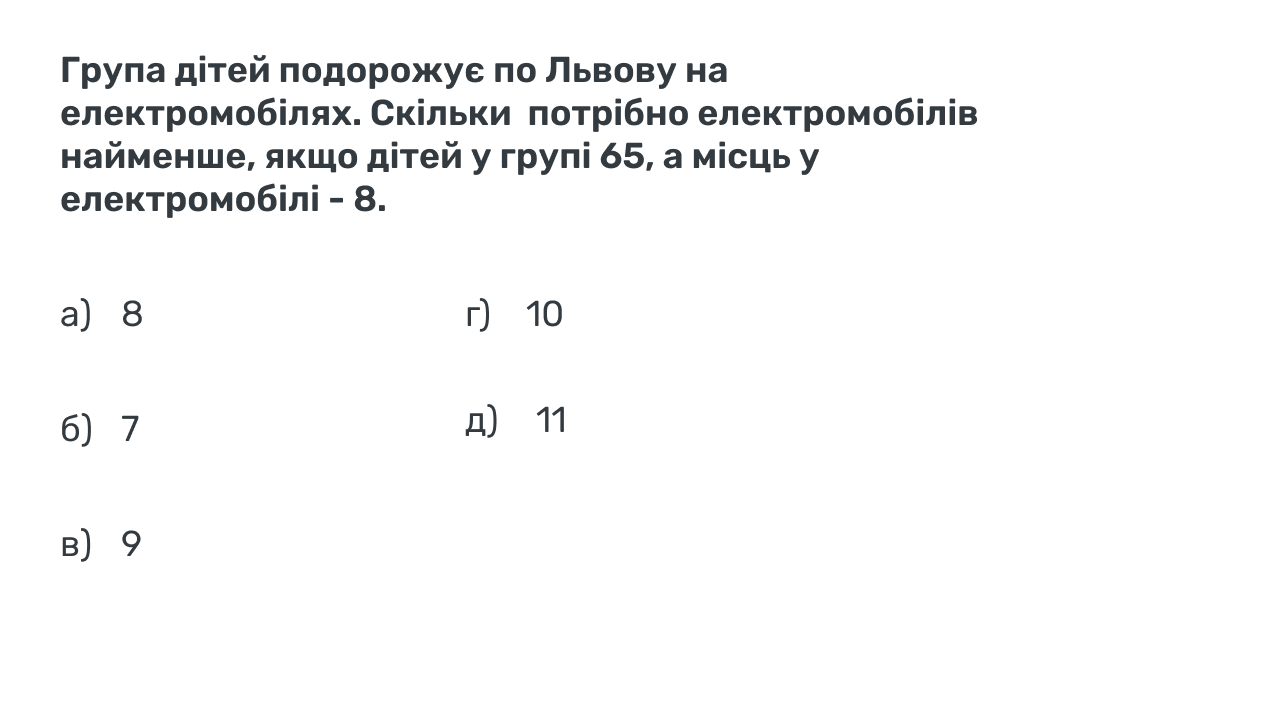 Група дітей подорожує по Львову на
електромобілях. Скільки  потрібно електромобілів
найменше, якщо дітей у групі 65, а місць у
електромобілі - 8.
а) 8
б) 7
в) 9
г) 10
д) 11